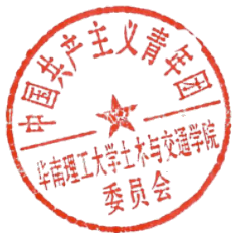 中国共产主义青年团
华南理工大学土木与交通学院
委员会